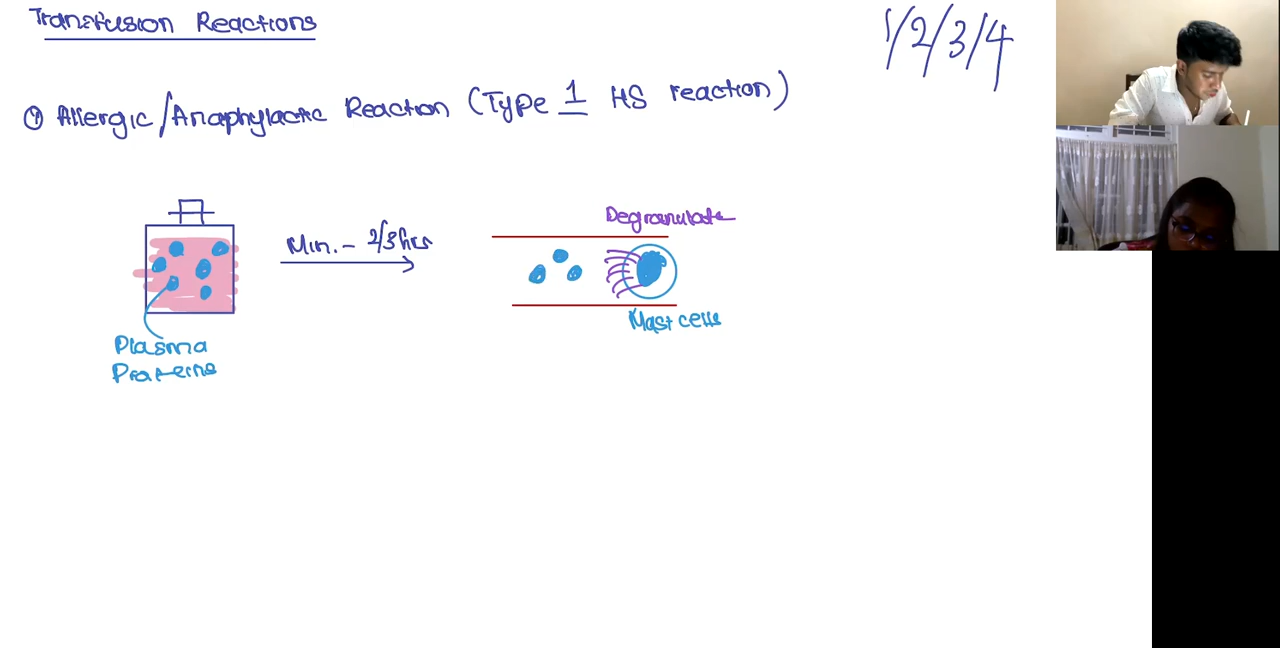 Transfusion Reactions
1/2/3/4
① Allergic/Anaphylactic Reaction (Type 1 HS reaction)
Degranulate
Min. - 2/3hrs
Mast cells
Plasma
Proteins